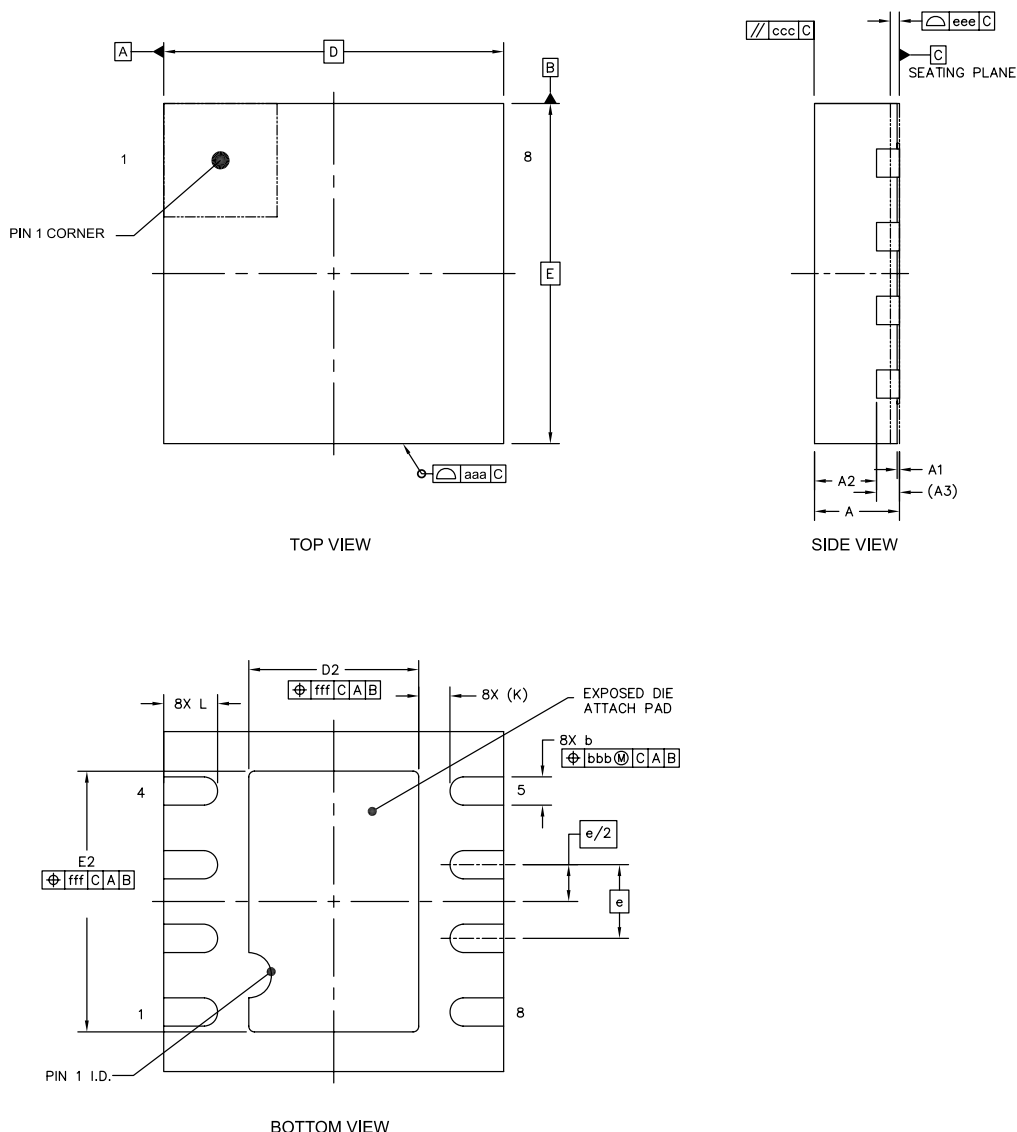 // ccc C
⌓ eee C
A
D
B
C
SEATING PLANE
1
8
PIN 1 CORNER
E
⌓ aaa C
A2
A1
(A3)
A
TOP VIEW
SIDE VIEW
D2
⌖ fff C A B
8X L
8X (K)
EXPOSED DIE
ATTACH PAD
8X b
⌖ bbb Ⓜ C A B
4
5
e/2
E2
⌖ fff C A B
e
1
8
PIN 1 I.D.
BOTTOM VIEW